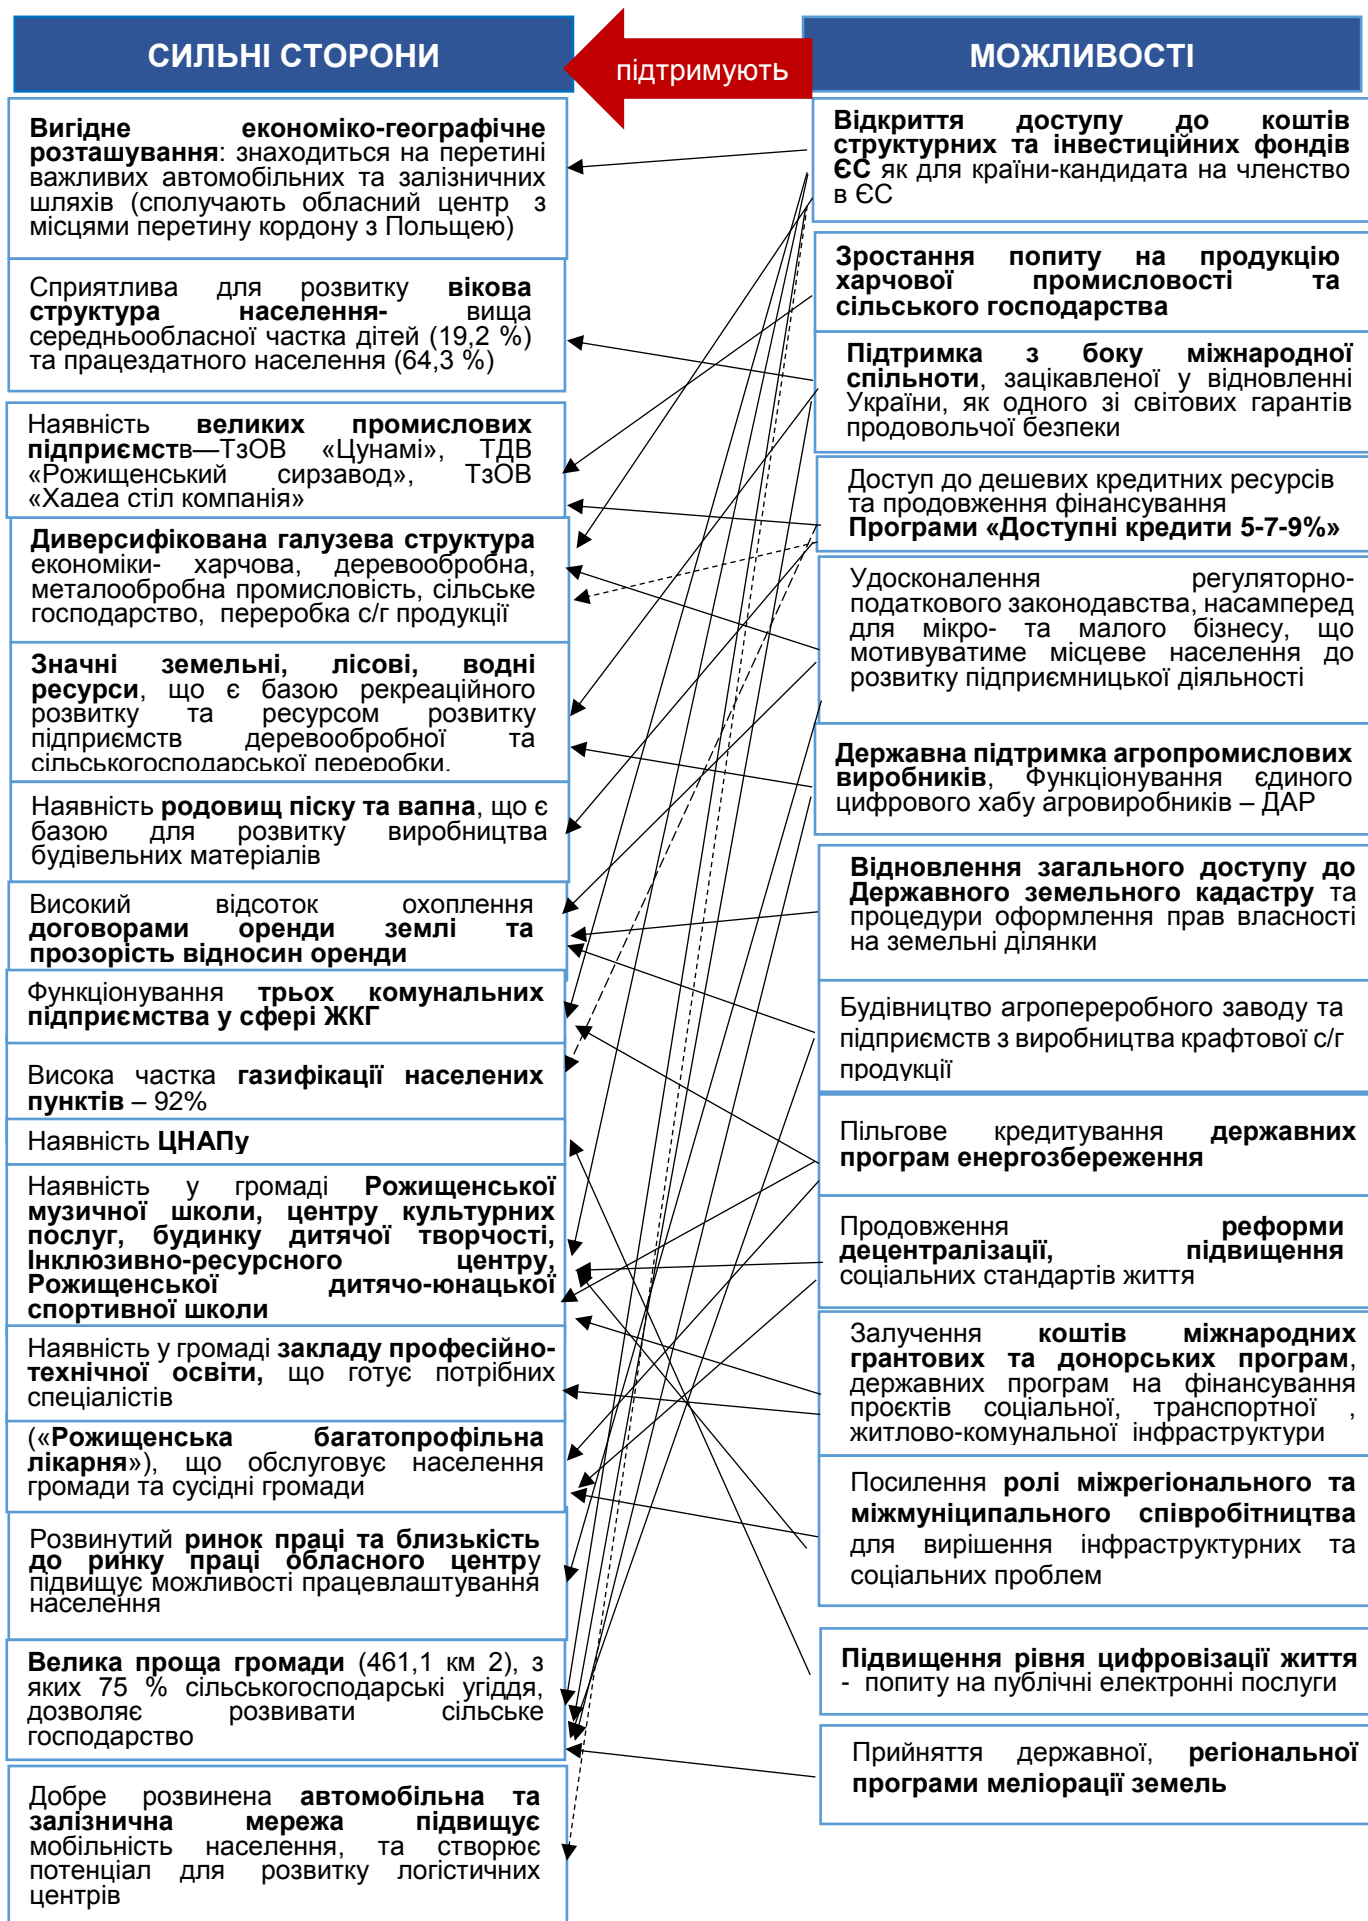 СИЛЬНІ СТОРОНИ
підтримують
МОЖЛИВОСТІ
Вигідне економіко-географічне
розташування: знаходиться на перетині
важливих автомобільних та залізничних
шляхів (сполучають обласний центр з
місцями перетину кордону з Польщею)
Сприятлива для розвитку вікова
структура населення- вища
середньообласної частка дітей (19,2 %)
та працездатного населення (64,3 %)
Наявність великих промислових
підприємств—ТзОВ «Цунамі», ТДВ
«Рожищенський сирзавод», ТзОВ
«Хадеа стіл компанія»
Диверсифікована галузева структура
економіки- харчова, деревообробна,
металообробна промисловість, сільське
господарство, переробка с/г продукції
Значні земельні, лісові, водні
ресурси, що є базою рекреаційного
розвитку та ресурсом розвитку
підприємств деревообробної та
сільськогосподарської переробки.
Наявність родовищ піску та вапна, що є
базою для розвитку виробництва
будівельних матеріалів
Високий відсоток охоплення
договорами оренди землі та
прозорість відносин оренди
Функціонування трьох комунальних
підприємства у сфері ЖКГ
Висока частка газифікації населених
пунктів – 92%
Наявність ЦНАПу
Наявність у громаді Рожищенської
музичної школи, центру культурних
послуг, будинку дитячої творчості,
Інклюзивно-ресурсного центру,
Рожищенської дитячо-юнацької
спортивної школи
Наявність у громаді закладу професійно-
технічної освіти, що готує потрібних
спеціалістів
(«Рожищенська багатопрофільна
лікарня»), що обслуговує населення
громади та сусідні громади
Розвинутий ринок праці та близькість
до ринку праці обласного центру
підвищує можливості працевлаштування
населення
Велика проща громади (461,1 км 2), з
яких 75 % сільськогосподарські угіддя,
дозволяє розвивати сільське
господарство
Добре розвинена автомобільна та
залізнична мережа підвищує
мобільність населення, та створює
потенціал для розвитку логістичних
центрів
Відкриття доступу до коштів
структурних та інвестиційних фондів
ЄС як для країни-кандидата на членство
в ЄС
Зростання попиту на продукцію
харчової промисловості та
сільського господарства
Підтримка з боку міжнародної
спільноти, зацікавленої у відновленні
України, як одного зі світових гарантів
продовольчої безпеки
Доступ до дешевих кредитних ресурсів
та продовження фінансування
Програми «Доступні кредити 5-7-9%»
Удосконалення регуляторно-
податкового законодавства, насамперед
для мікро- та малого бізнесу, що
мотивуватиме місцеве населення до
розвитку підприємницької діяльності
Державна підтримка агропромислових
виробників, Функціонування єдиного
цифрового хабу агровиробників – ДАР
Відновлення загального доступу до
Державного земельного кадастру та
процедури оформлення прав власності
на земельні ділянки
Будівництво агропереробного заводу та
підприємств з виробництва крафтової с/г
продукції
Пільгове кредитування державних
програм енергозбереження
Продовження реформи
децентралізації, підвищення
соціальних стандартів життя
Залучення коштів міжнародних
грантових та донорських програм,
державних програм на фінансування
проєктів соціальної, транспортної ,
житлово-комунальної інфраструктури
Посилення ролі міжрегіонального та
міжмуніципального співробітництва
для вирішення інфраструктурних та
соціальних проблем
Підвищення рівня цифровізації життя
- попиту на публічні електронні послуги
Прийняття державної, регіональної
програми меліорації земель